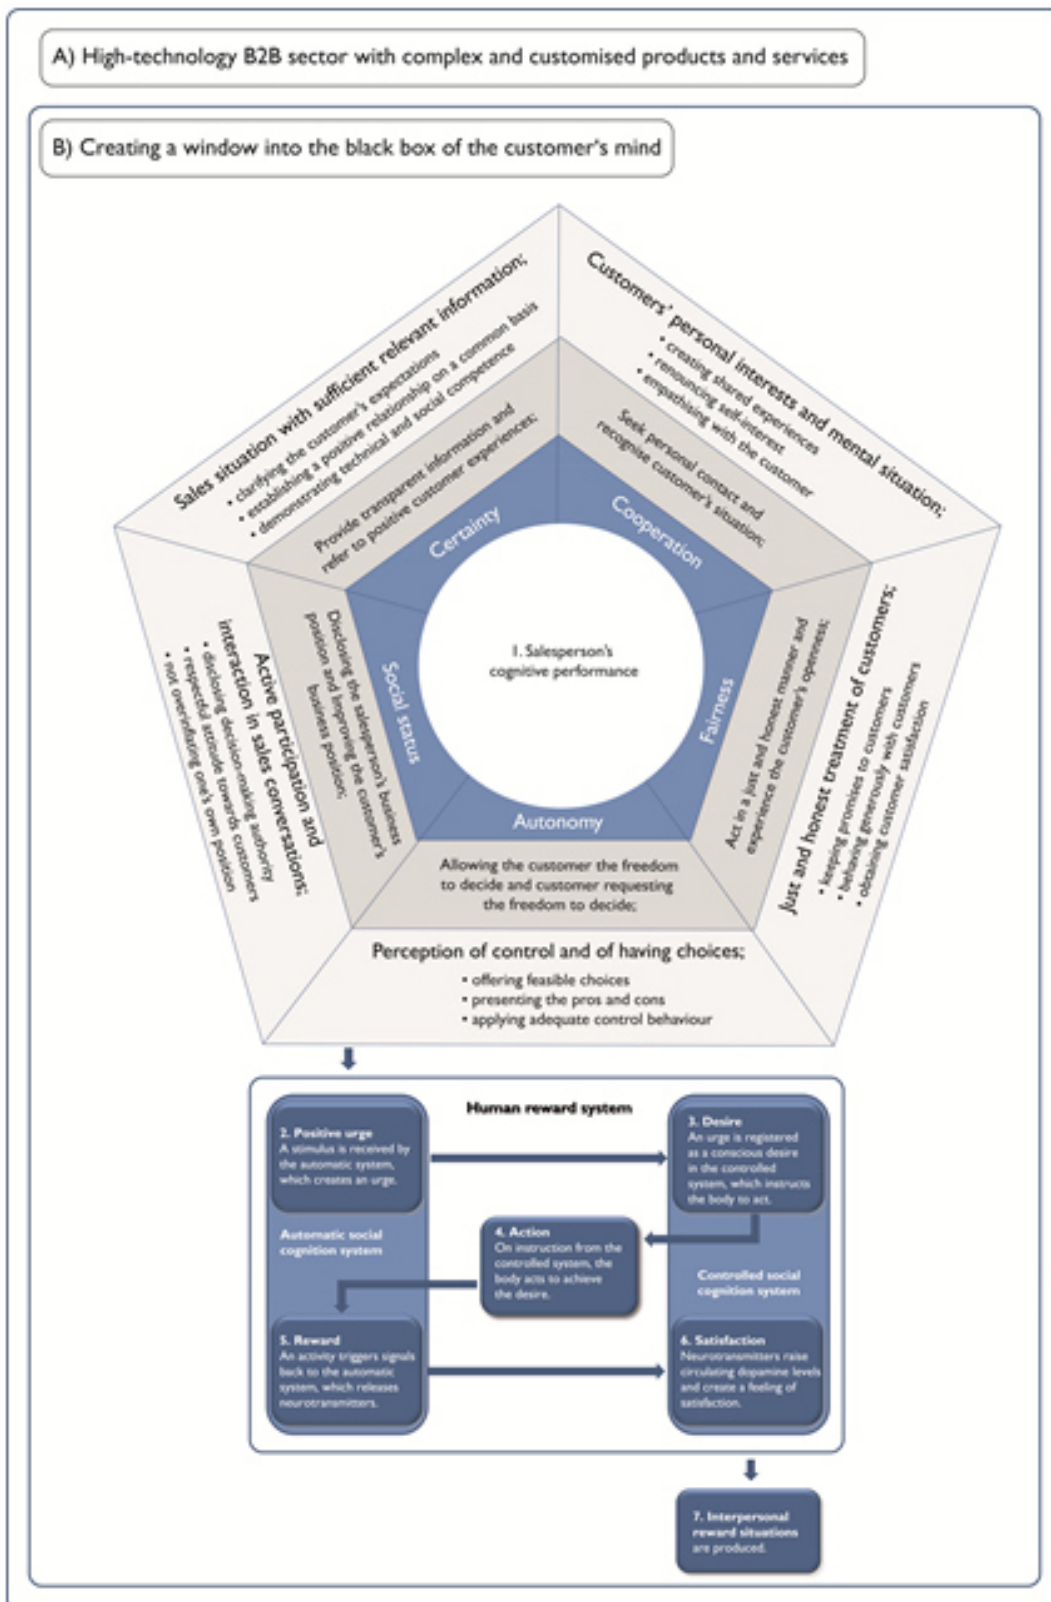 A) High-technology B2B sector with complex and customised products and services
B) Creating a window into the black box of the customer's mind
Sales situation with sufficient relevant information;
• clarifying the customer's expectations
• establishing a positive relationship on a common basis
• demonstrating technical and social competence
Provide transparent information and
refer to positive customer experiences;
Certainty
Customers' personal interests and mental situation;
• creating shared experiences
• renouncing self-interest
• empathising with the customer
Seek personal contact and
recognise customer's situation;
Cooperation
1. Salesperson's
cognitive performance
Active participation and
interaction in sales conversations;
• disclosing decision-making authority
• respectful attitude towards customers
• not overinflating one's own position
Disclosing the salesperson's business
position and Improving the customer's
business position;
Social status
Fairness
Act in a just and honest manner and
experience the customer's openness;
Just and honest treatment of customers;
• keeping promises to customers
• behaving generously with customers
• obtaining customer satisfaction
Autonomy
Allowing the customer the freedom
to decide and customer requesting
the freedom to decide;
Perception of control and of having choices;
• offering feasible choices
• presenting the pros and cons
• applying adequate control behaviour
Human reward system
2. Positive urge
A stimulus is received by
the automatic system,
which creates an urge.
3. Desire
An urge is registered
as a conscious desire
in the controlled
system, which instructs
the body to act.
Automatic social
cognition system
4. Action
On instruction from the
controlled system, the
body acts to achieve
the desire.
Controlled social
cognition system
5. Reward
An activity triggers signals
back to the automatic
system, which releases
neurotransmitters.
6. Satisfaction
Neurotransmitters raise
circulating dopamine levels
and create a feeling of
satisfaction.
7. Interpersonal
reward situations
are produced.